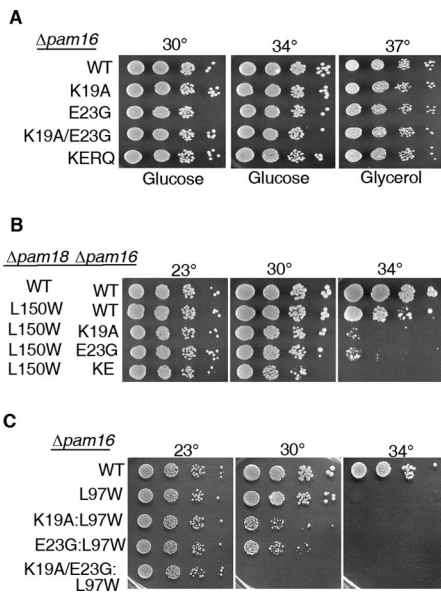 A
Δpam16 30° 34° 37°
WT
K19A
E23G
K19A/E23G
KERQ
Glucose Glucose Glycerol
B
Δpam18 Δpam16 23° 30° 34°
WT WT
L150W WT
L150W K19A
L150W E23G
L150W KE
C
Δpam16 23° 30° 34°
WT
L97W
K19A:L97W
E23G:L97W
K19A/E23G:
L97W